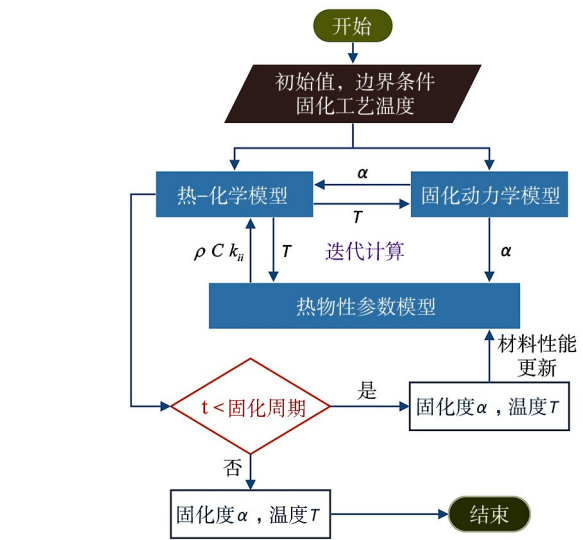 开始
初始值，边界条件
固化工艺温度
热-化学模型
α
T
固化动力学模型
ρ C kii
T
迭代计算
α
热物性参数模型
材料性能
更新
t＜固化周期
是
固化度α，温度T
否
固化度α，温度T
结束